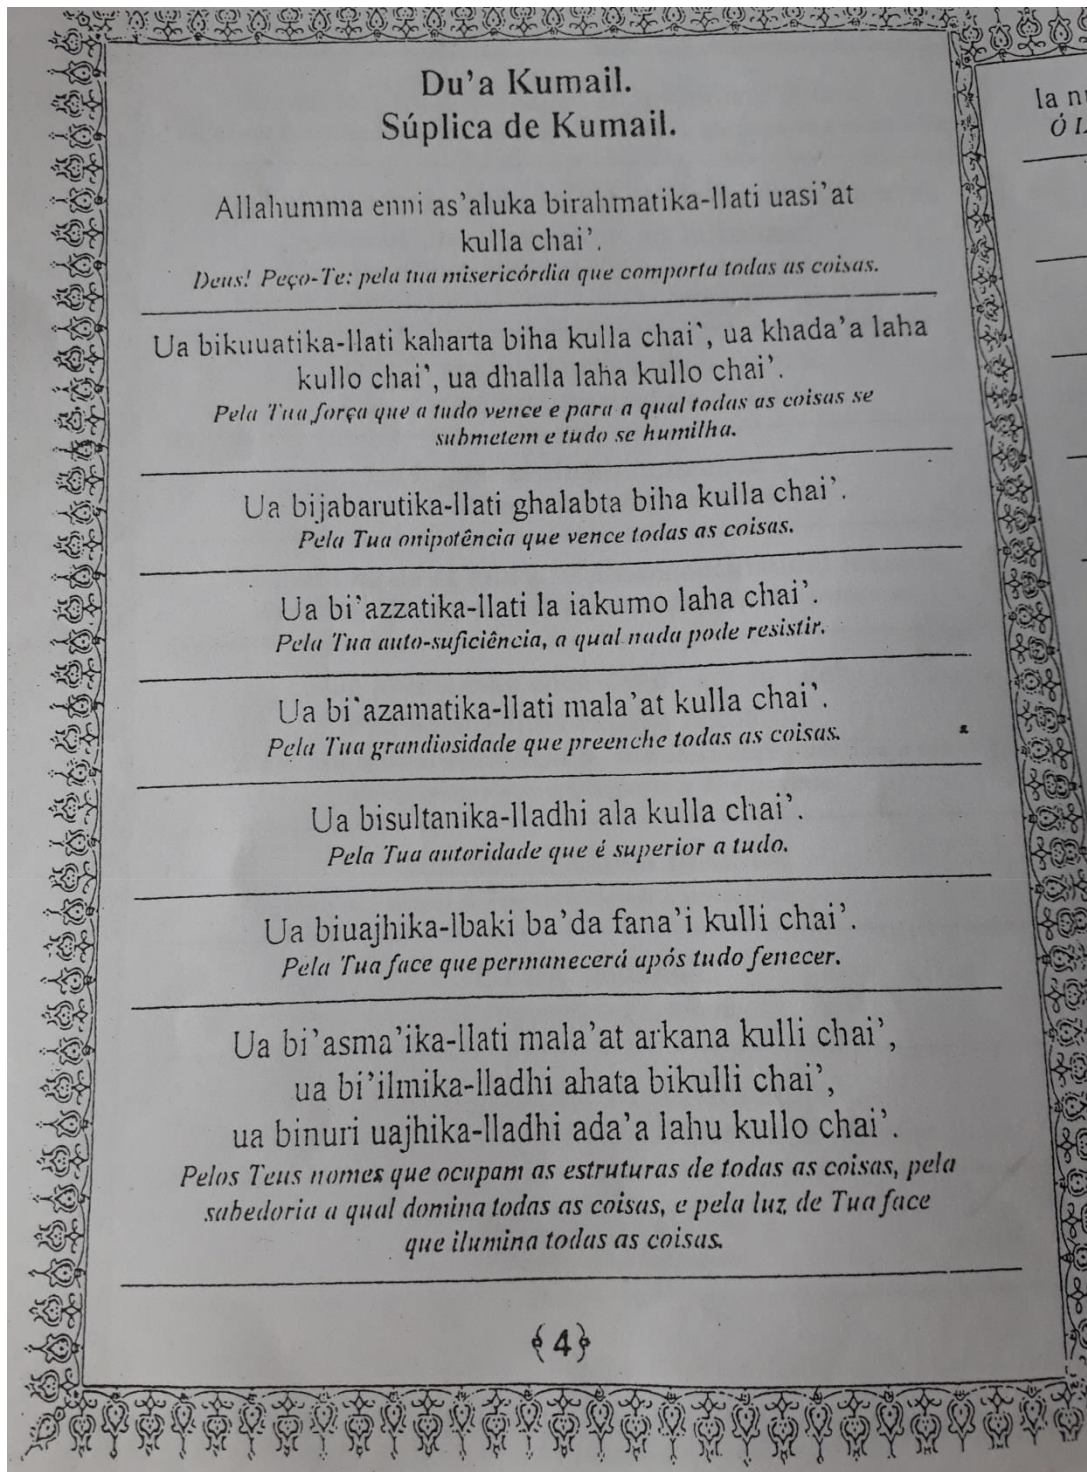 Du'a Kumail.
Súplica de Kumail.
Allahumma enni as'aluka birahmatika-llati uasi'at
kulla chai'.
Deus! Peço-Te: pela tua misericórdia que comporta todas as coisas.
Ua bikuuatika-llati kaharta biha kulla chai', ua khada'a laha
kullo chai', ua dhalla laha kullo chai'.
Pela Tua força que a tudo vence e para a qual todas as coisas se
submetem e tudo se humilha.
Ua bijabarutika-llati ghalabta biha kulla chai'.
Pela Tua onipotência que vence todas as coisas.
Ua bi'azzatika-llati la iakumo laha chai'.
Pela Tua auto-suficiência, a qual nada pode resistir.
Ua bi'azamatika-llati mala'at kulla chai'.
Pela Tua grandiosidade que preenche todas as coisas.
Ua bisultanika-lladhi ala kulla chai'.
Pela Tua autoridade que é superior a tudo.
Ua biuajhika-lbaki ba'da fana'i kulli chai'.
Pela Tua face que permanecerá após tudo fenecer.
Ua bi'asma'ika-llati mala'at arkana kulli chai',
ua bi'ilmika-lladhi ahata bikulli chai',
ua binuri uajhika-lladhi ada'a lahu kullo chai'.
Pelos Teus nomes que ocupam as estruturas de todas as coisas, pela
sabedoria a qual domina todas as coisas, e pela luz de Tua face
que ilumina todas as coisas.
4
Ia
Ó